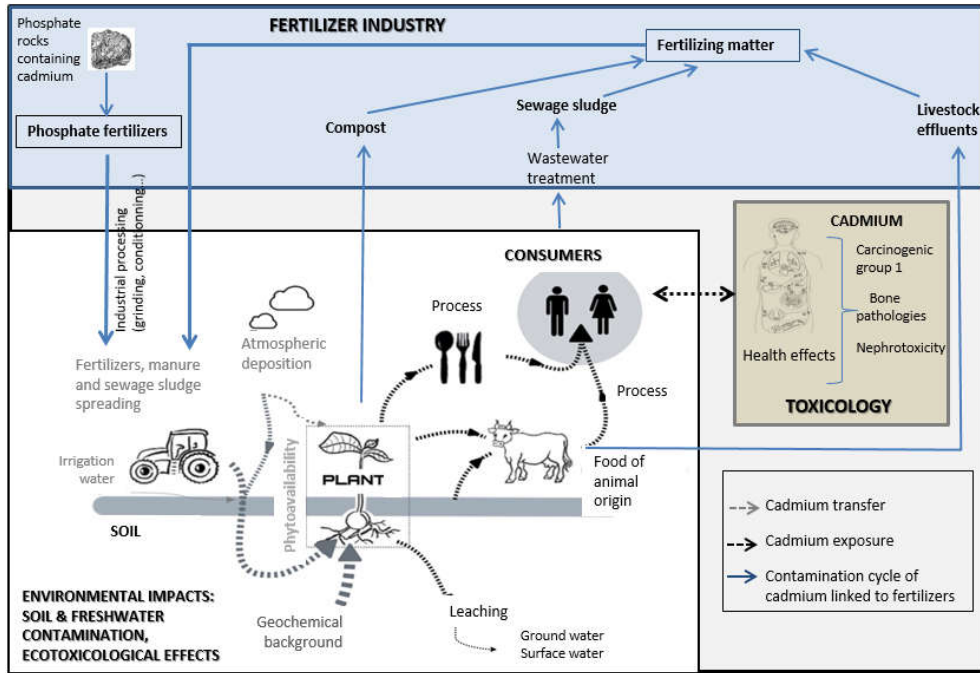 FERTILIZER INDUSTRY
Phosphate
rocks
containing
cadmium
Phosphate fertilizers
Fertilizing matter
Sewage sludge
Compost
Livestock
effluents
Wastewater
treatment
Industrial processing
(grinding, conditionning...)
CADMIUM
Carcinogenic
group 1
Bone
pathologies
Nephrotoxicity
Health effects
TOXICOLOGY
CONSUMERS
Process
Atmospheric
deposition
Fertilizers, manure
and sewage sludge
spreading
Process
Irrigation
water
Phytoavailability
PLANT
Food of
animal
origin
SOIL
Geochemical
background
Leaching
Ground water
Surface water
ENVIRONMENTAL IMPACTS:
SOIL & FRESHWATER
CONTAMINATION,
ECOTOXICOLOGICAL EFFECTS
Cadmium transfer
Cadmium exposure
Contamination cycle of
cadmium linked to fertilizers